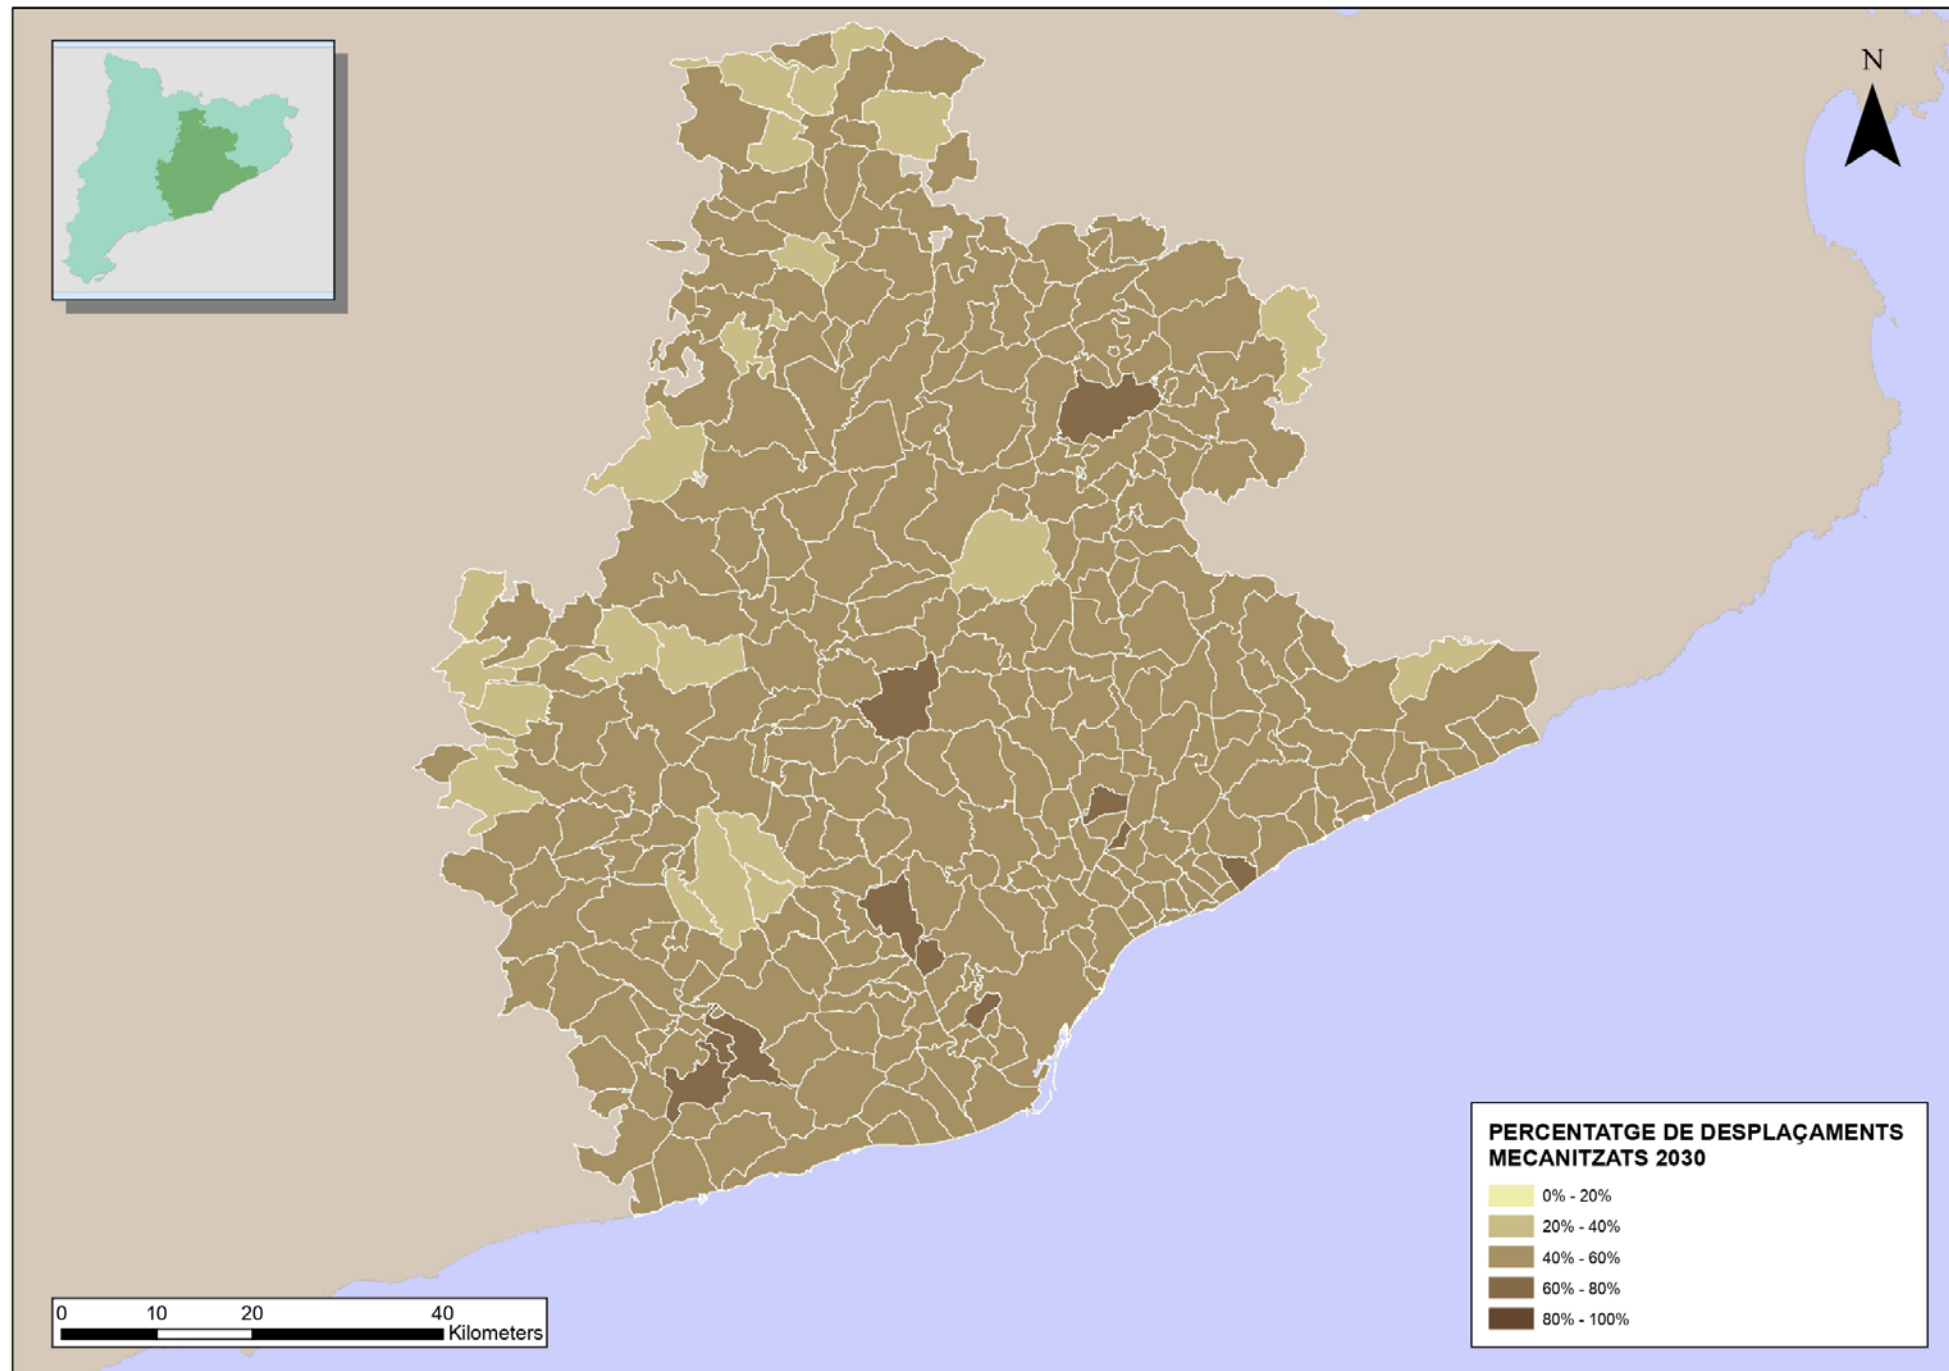 N
PERCENTATGE DE DESPLAÇAMENTS
MECANITZATS 2030
0% - 20%
20% - 40%
40% - 60%
60% - 80%
80% - 100%
0 10 20 40
Kilometers